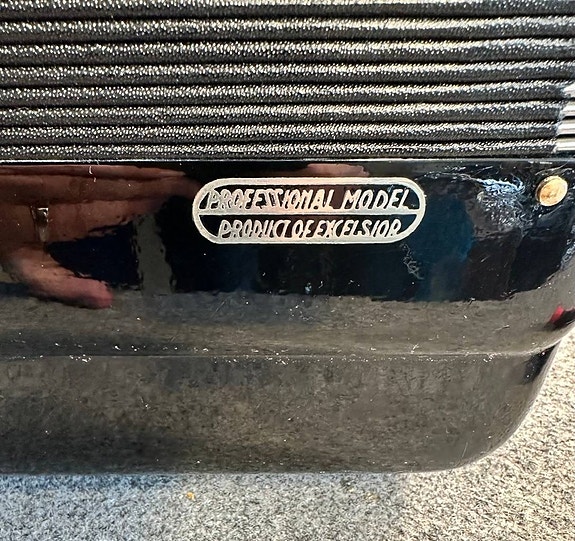 PROFESSIONAL MODEL
PRODUCT OF EXCELSIOR